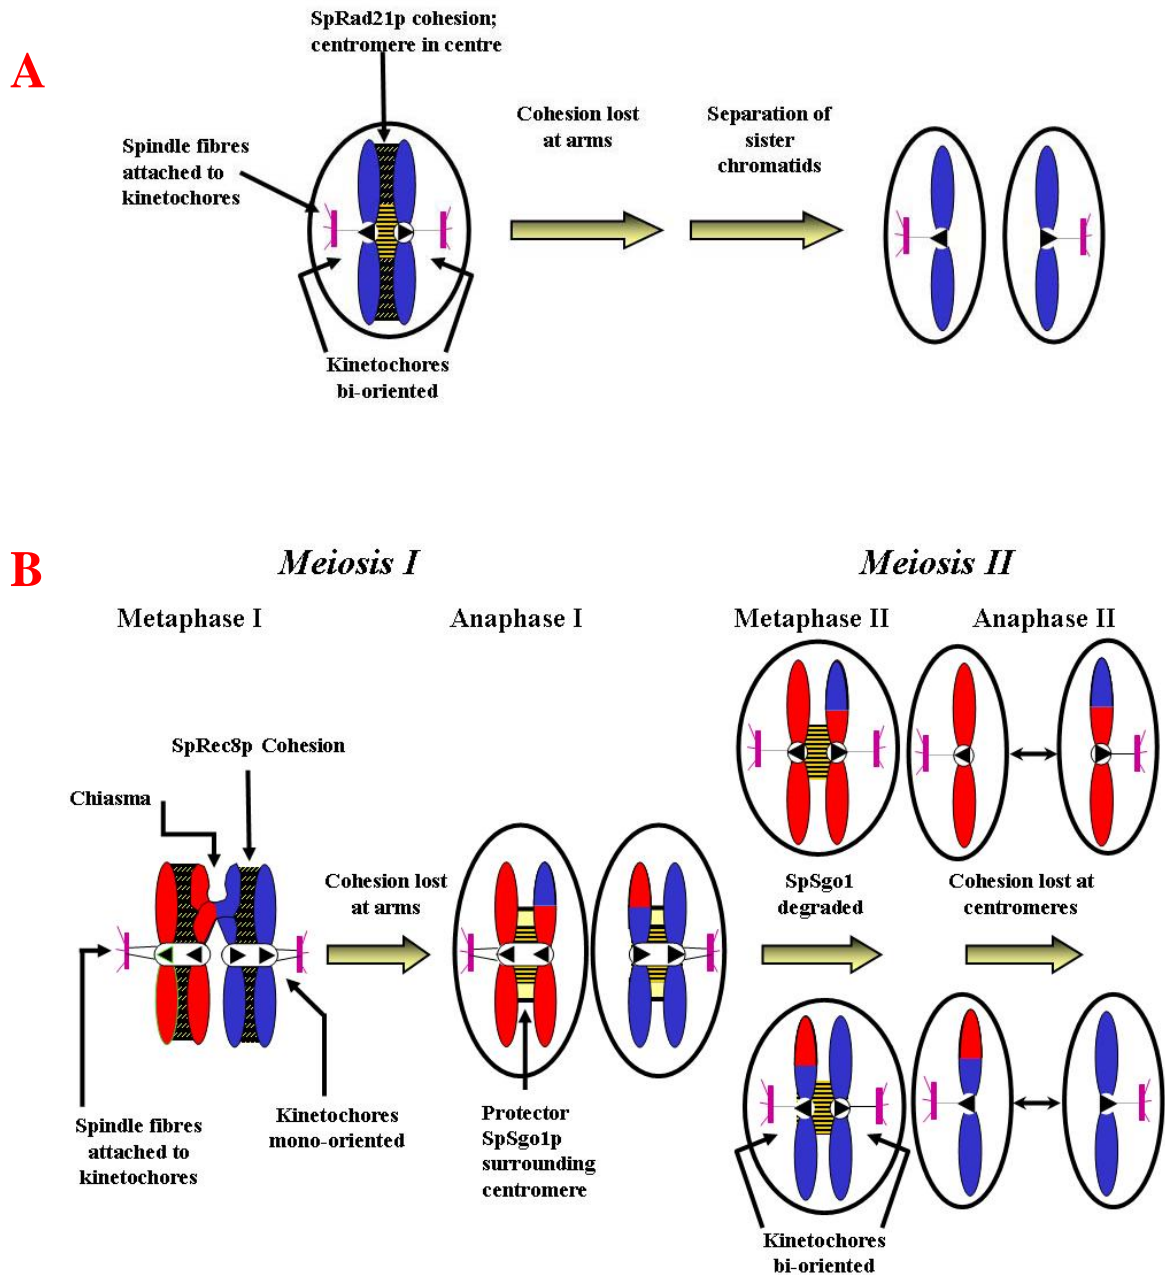 A
SpRad21p cohesion;
centromere in centre
Spindle fibres
attached to
kinetochores
Cohesion lost
at arms
Separation of
sister
chromatids
Kinetochores
bi-oriented
B
Meiosis I
Meiosis II
Metaphase I
Anaphase I
Metaphase II
Anaphase II
SpRec8p Cohesion
Chiasma
Cohesion lost
at arms
SpSgo1
degraded
Cohesion lost at
centromeres
Spindle fibres
attached to
kinetochores
Kinetochores
mono-oriented
Protector
SpSgo1p
surrounding
centromere
Kinetochores
bi-oriented